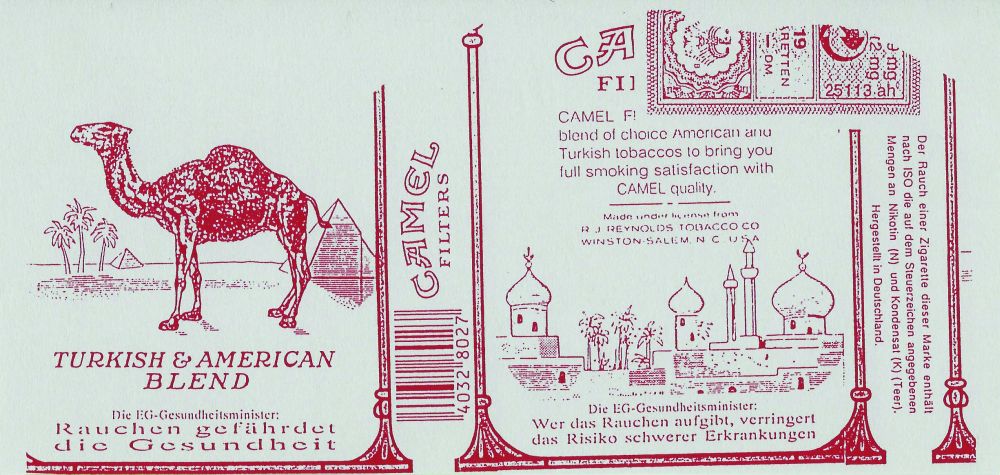 TURKISH & AMERICAN
BLEND
Die EG-Gesundheitsminister:
Rauchen gefährdet
die Gesundheit
CAMEL
FILTERS
4032 8027
CA
FI
19
RETTEN
DM
mg
mg
25113.ah
CAMEL F
blend of choice American and
Turkish tobaccos to bring you
full smoking satisfaction with
CAMEL quality.
Made under license from
R. J. REYNOLDS TOBACCO CO
WINSTON-SALEM, N. C. U.S.A
Die EG-Gesundheitsminister:
Wer das Rauchen aufgibt, verringert
das Risiko schwerer Erkrankungen
Der Rauch einer Zigarette dieser Marke enthält
nach ISO die auf dem Steuerzeichen angegebenen
Mengen an Nikotin (N) und Kondensat (K) (Teer).
Hergestellt in Deutschland.